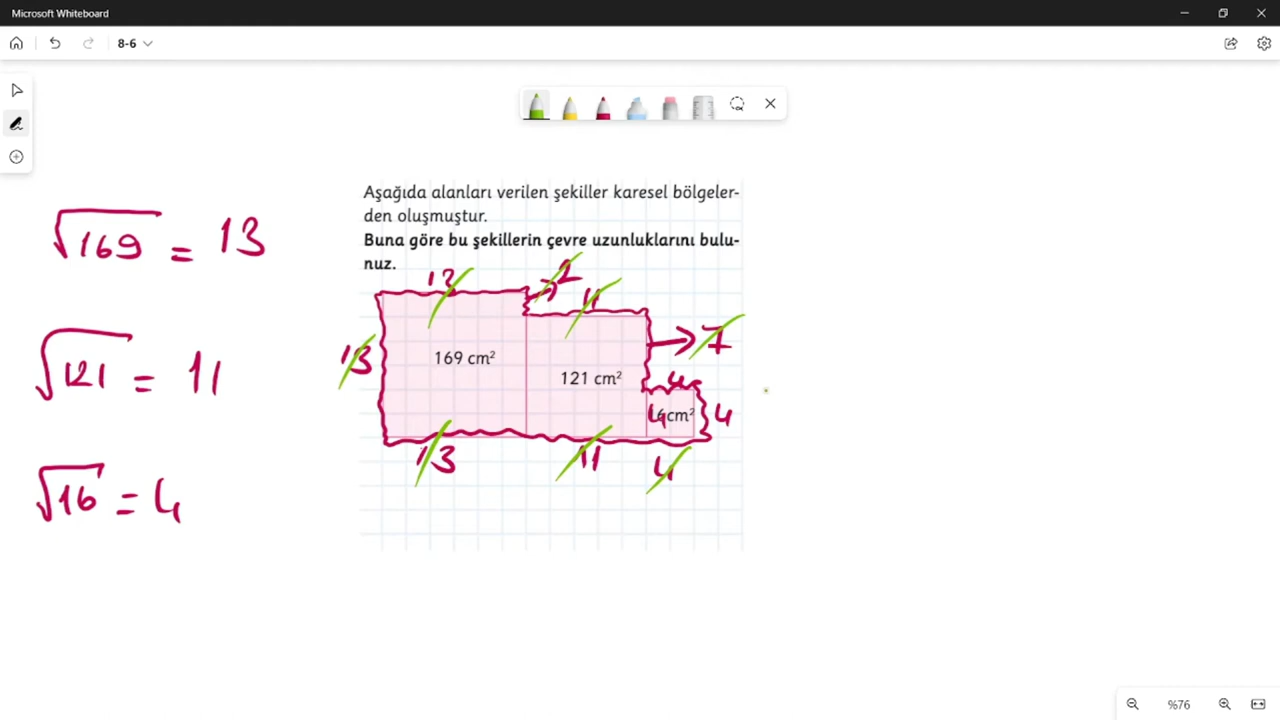 Microsoft Whiteboard
8-6
Aşağıda alanları verilen şekiller karesel bölgeler-
den oluşmuştur.
Buna göre bu şekillerin çevre uzunluklarını bulu-
nuz.
√169 = 13
√121 = 11
√16 = 4
13
2
11
7
13
169 cm²
121 cm²
4
4
cm²
4
13
11
4
%76